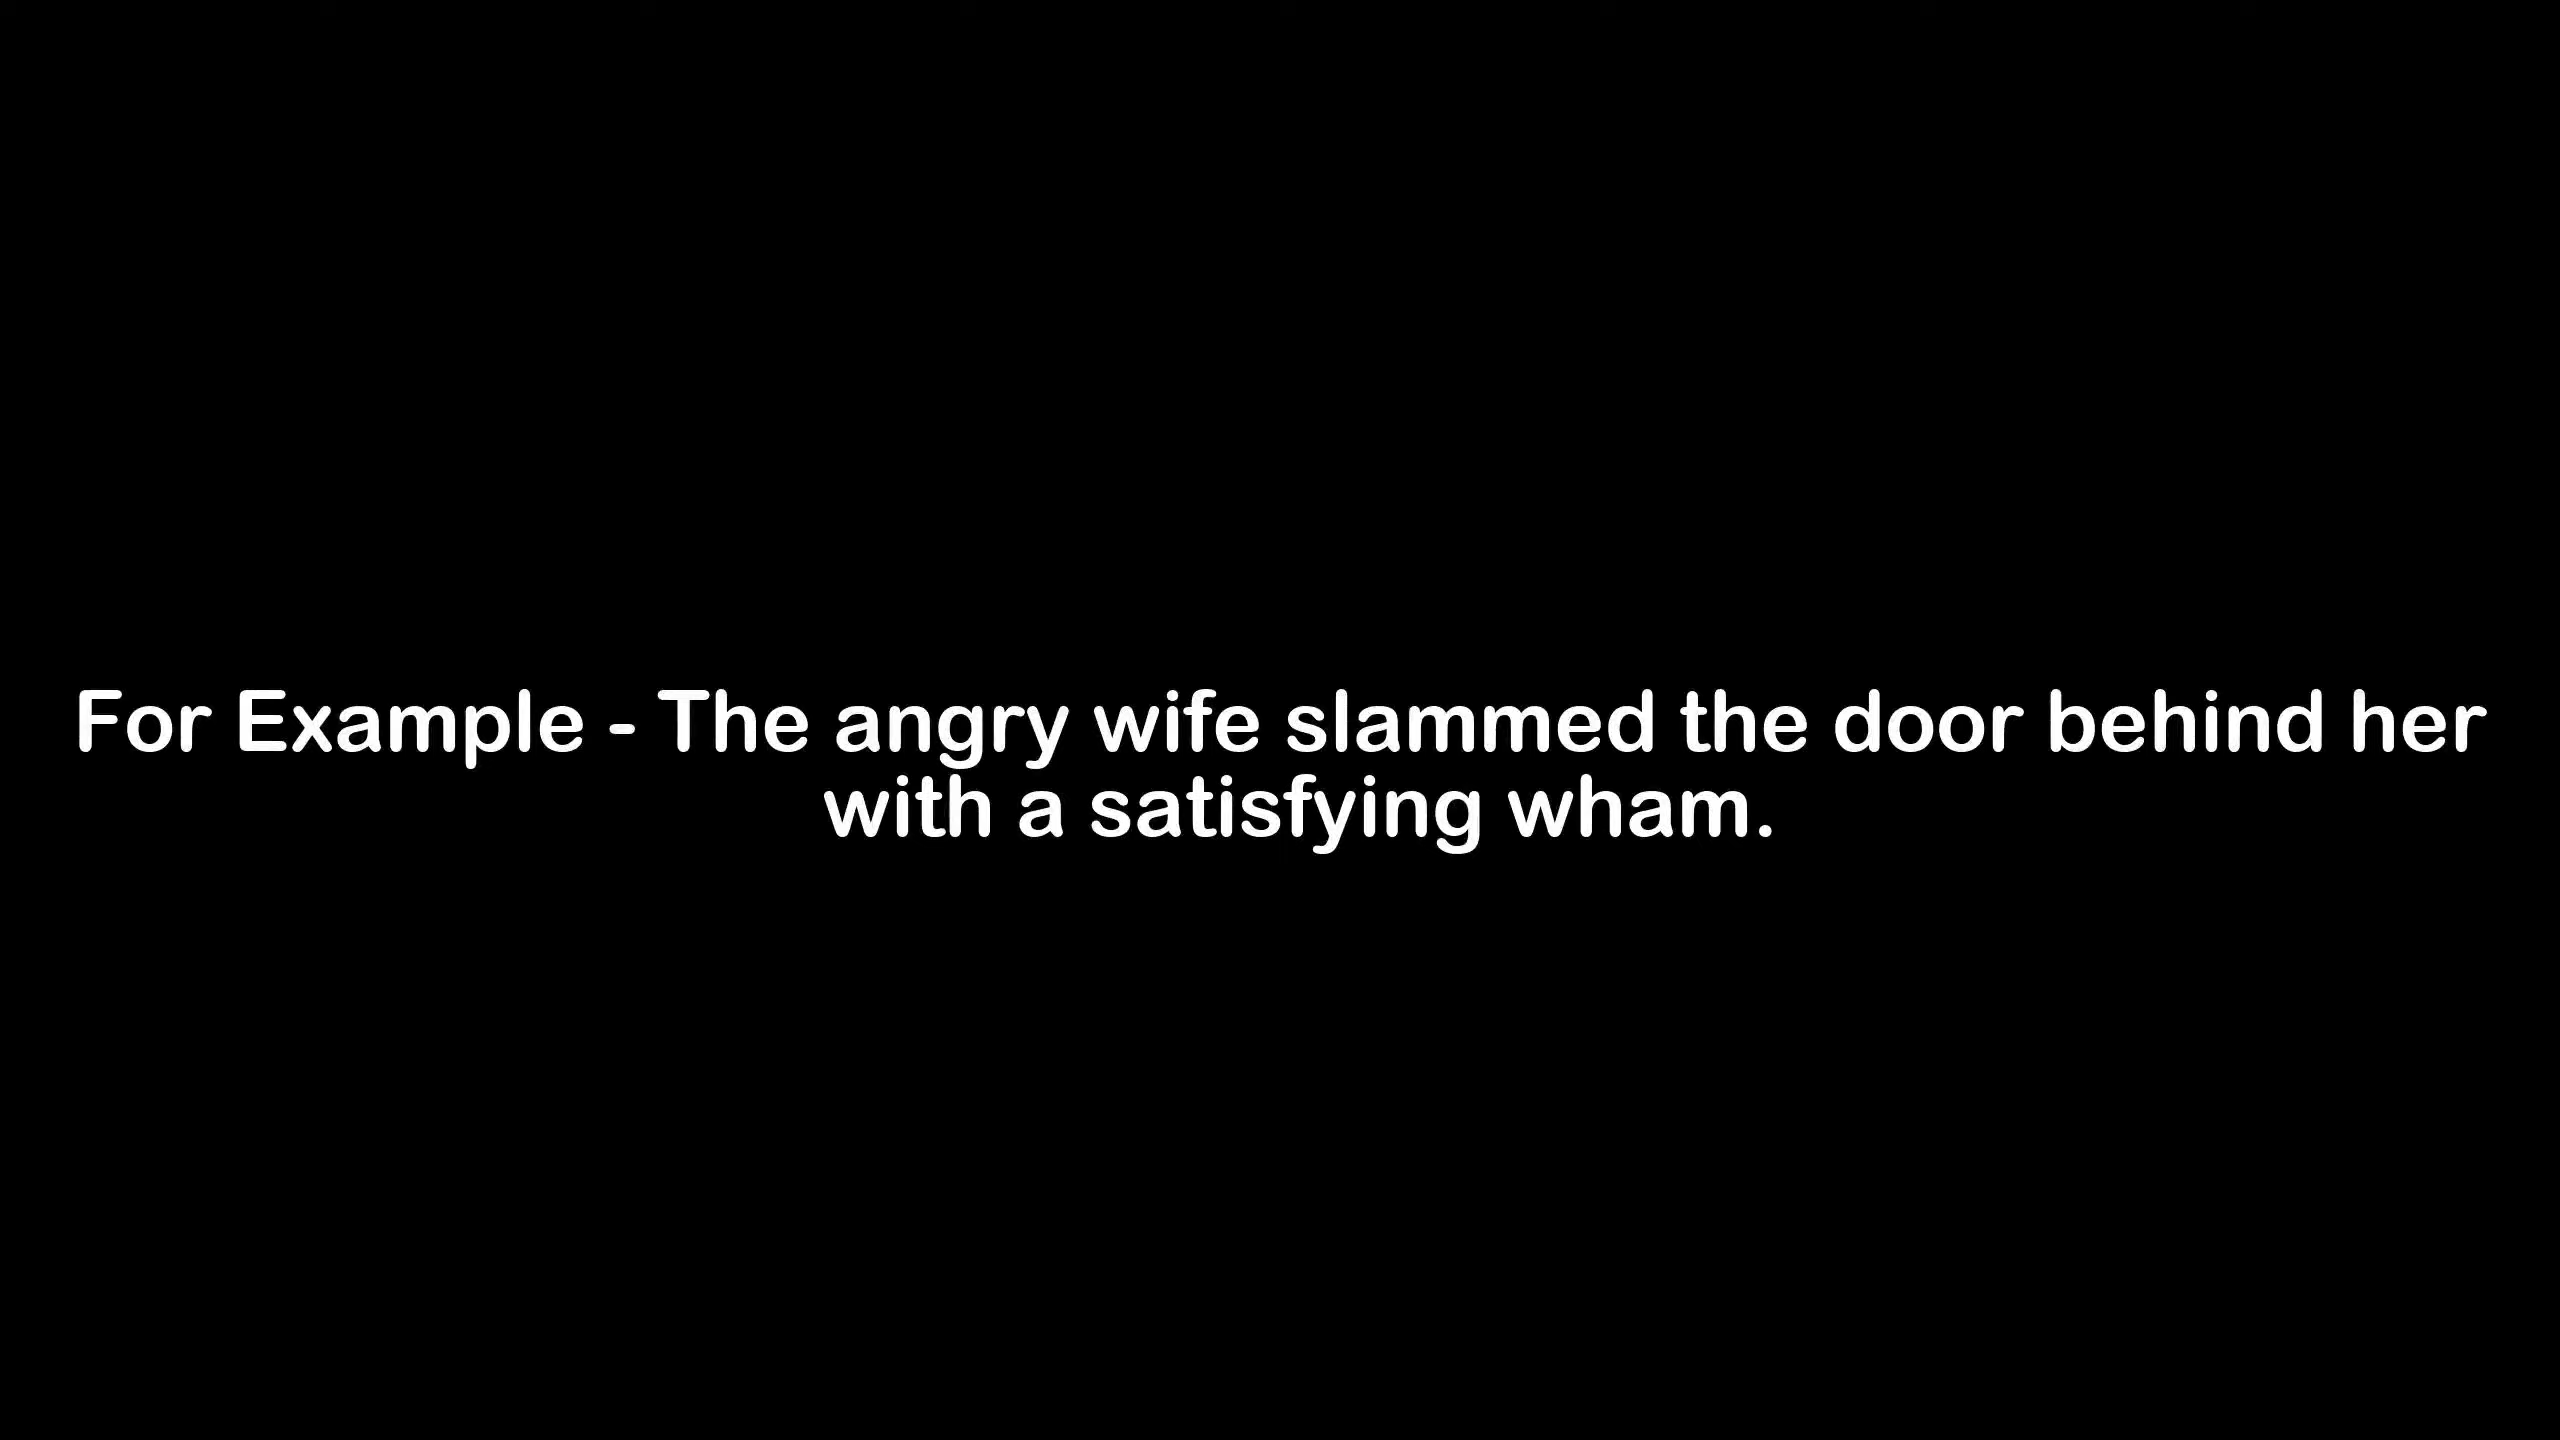 For Example - The angry wife slammed the door behind her
with a satisfying wham.